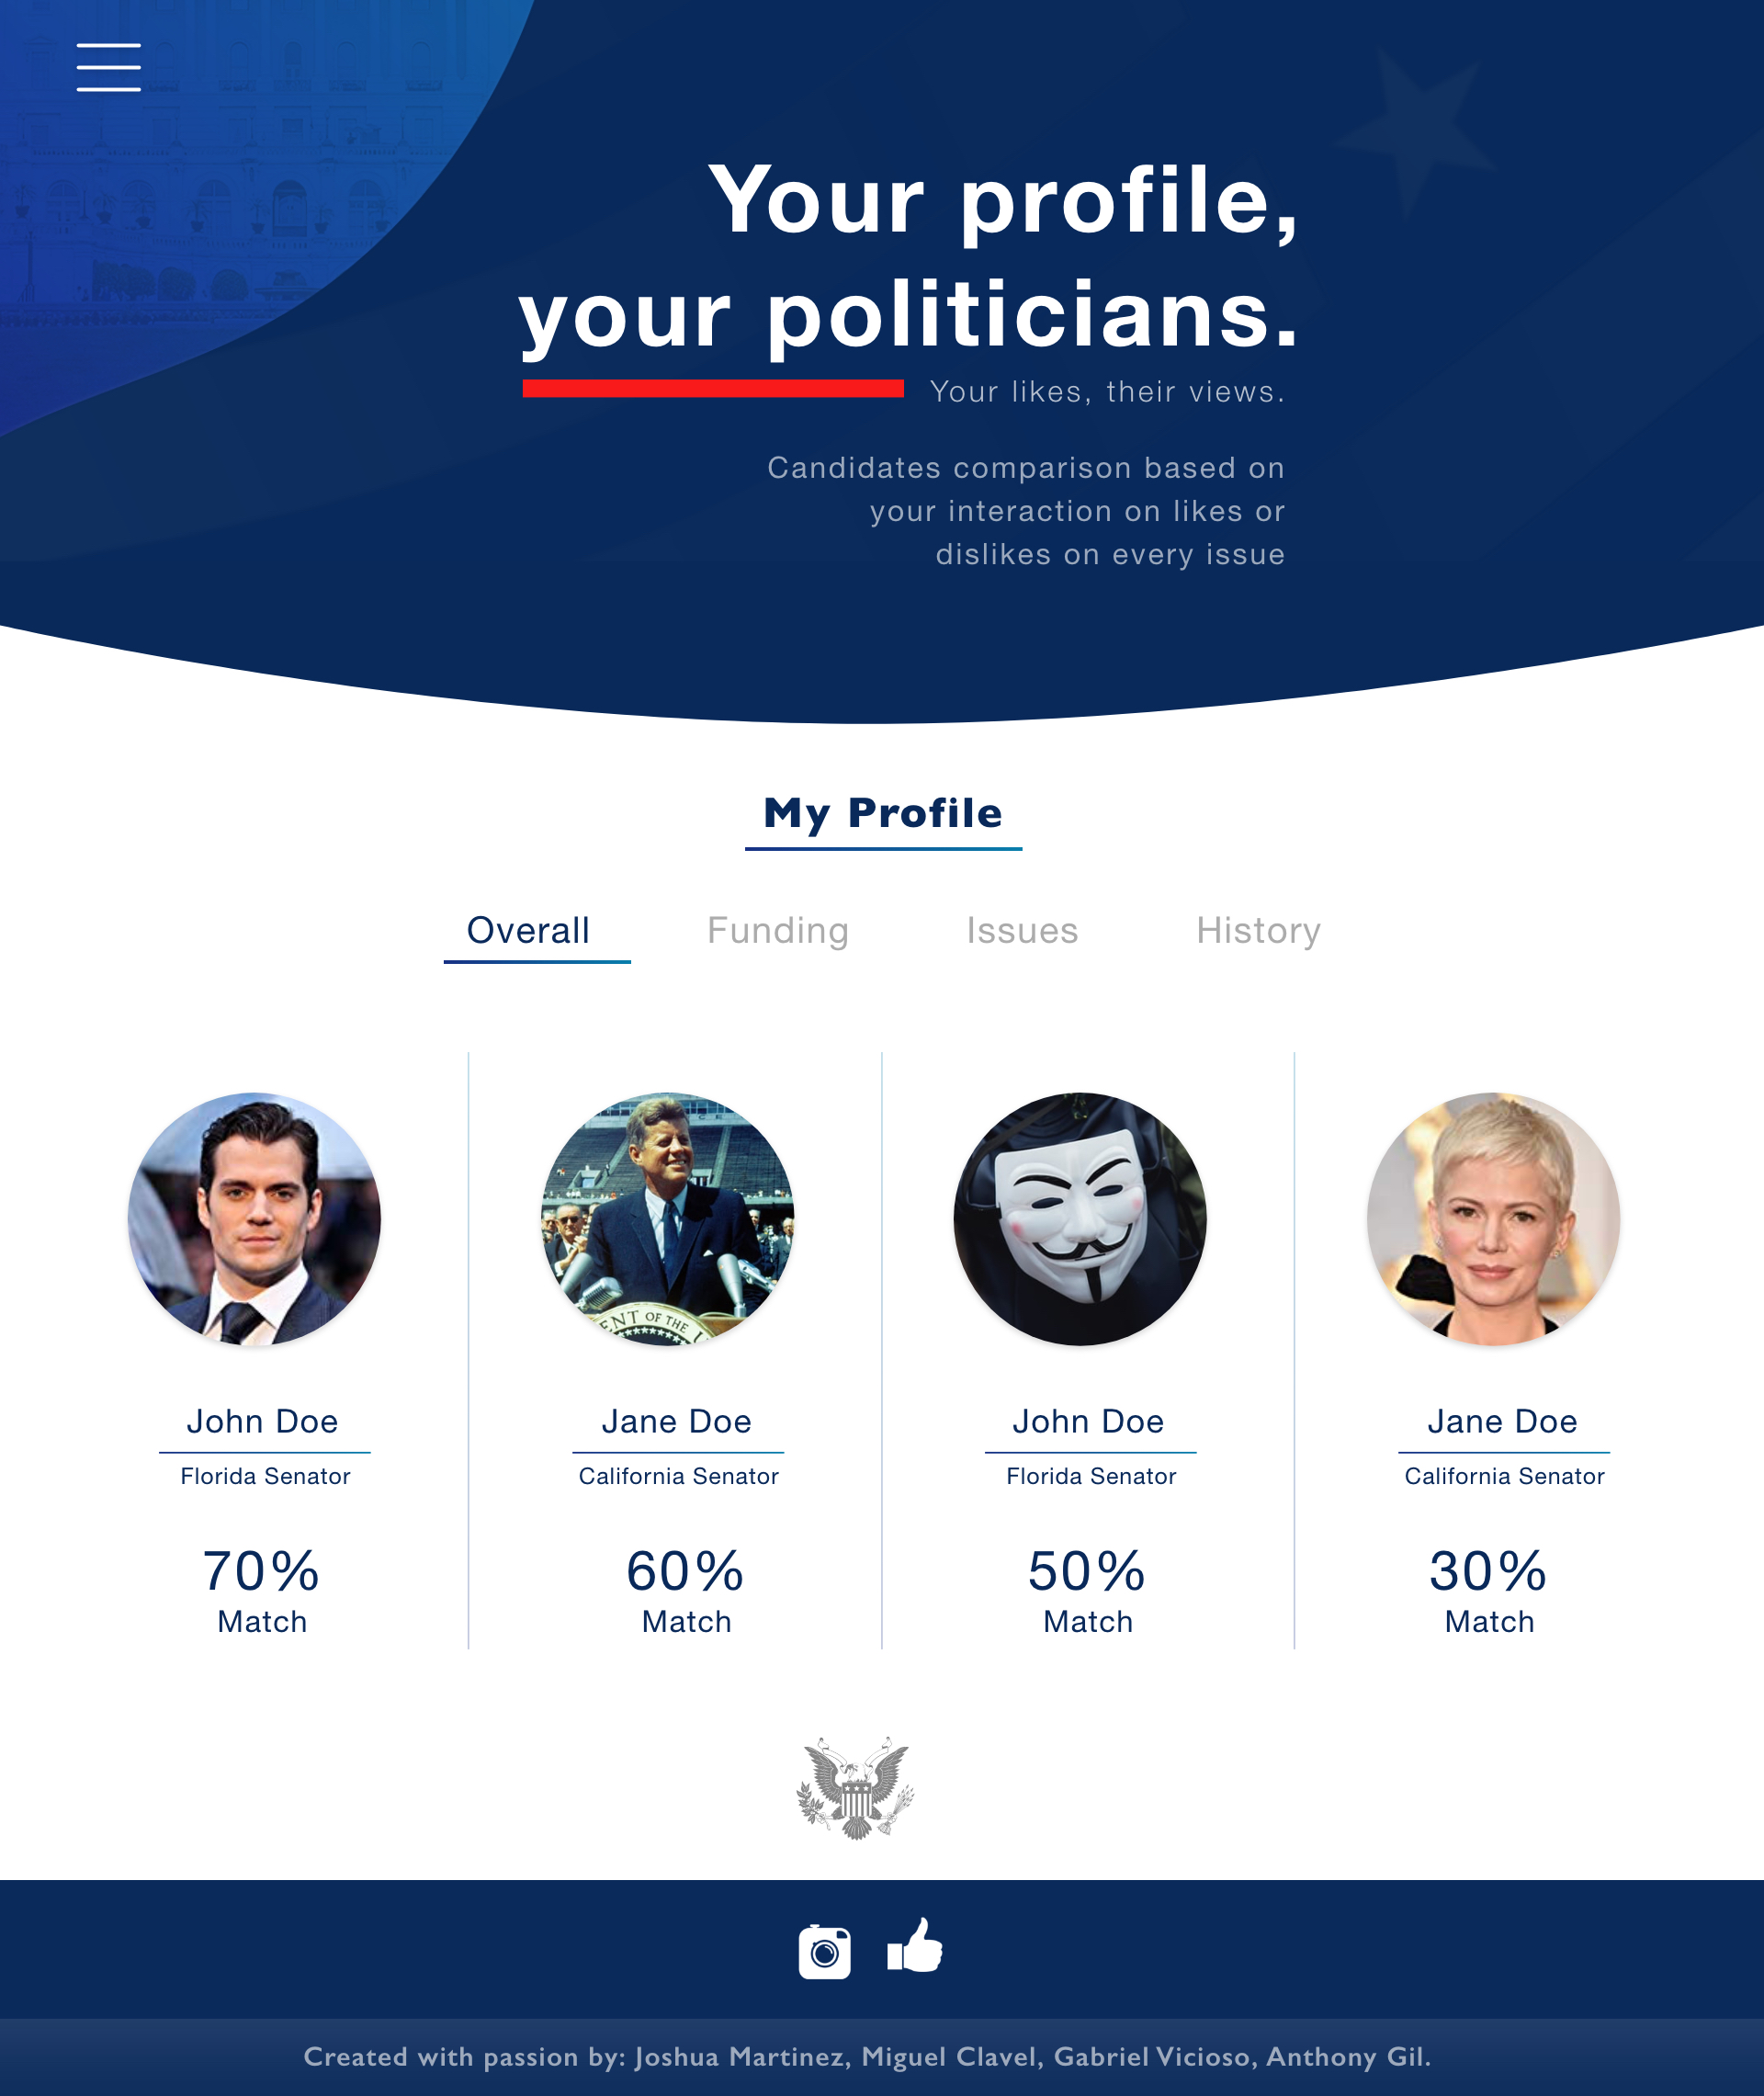 Your profile,
your politicians.
Your likes, their views.
Candidates comparison based on
your interaction on likes or
dislikes on every issue
My Profile
Overall Funding Issues History
ENT OF THE U
John Doe Jane Doe John Doe Jane Doe
Florida Senator California Senator Florida Senator California Senator
70% 60% 50% 30%
Match Match Match Match
Created with passion by: Joshua Martinez, Miguel Clavel, Gabriel Vicioso, Anthony Gil.